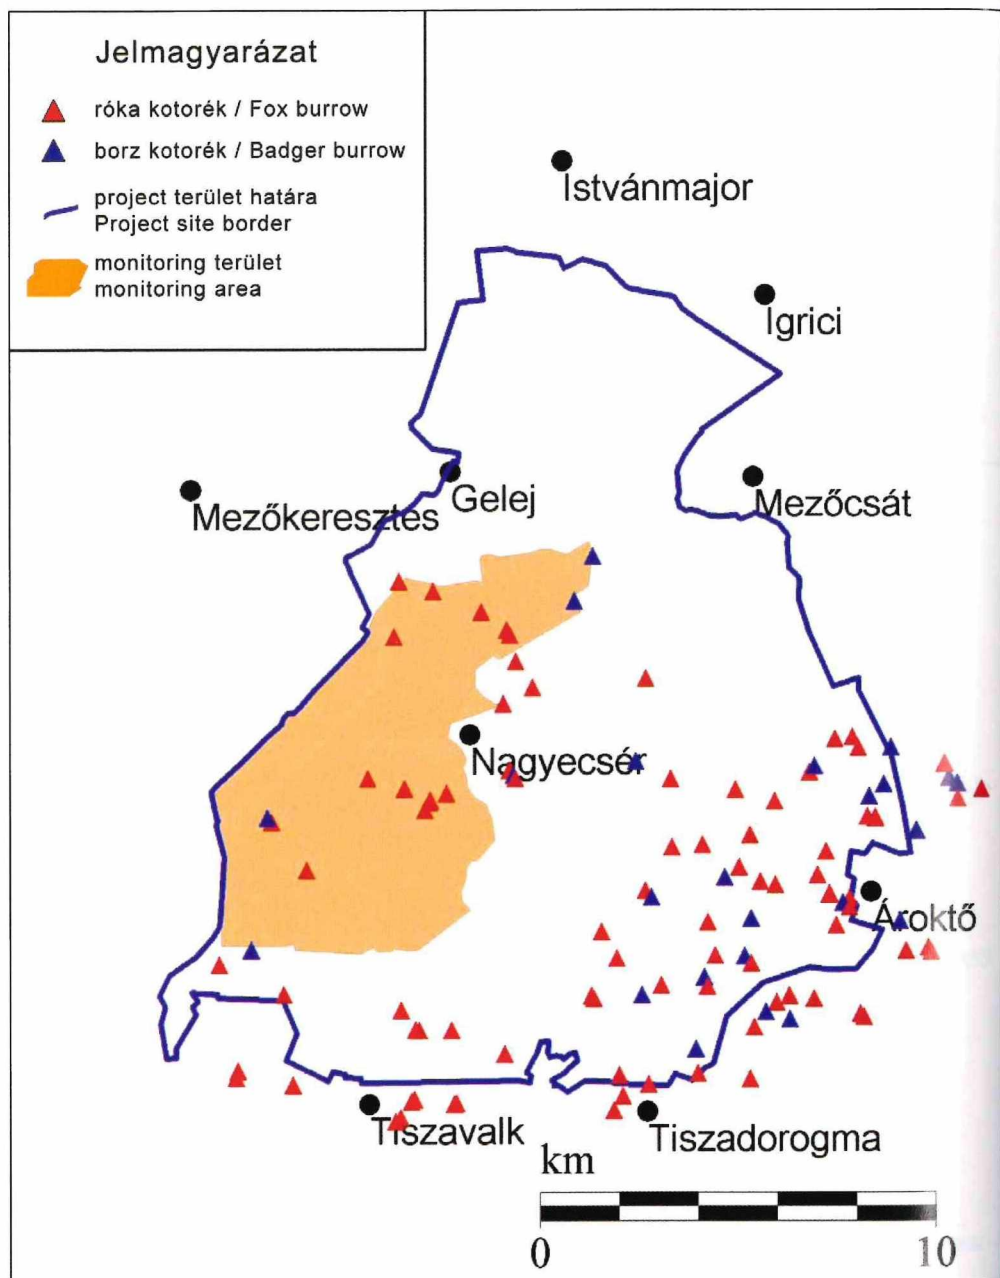 Jelmagyarázat
róka kotorék / Fox burrow
borz kotorék / Badger burrow
project terület határa
Project site border
monitoring terület
monitoring area
Istvánmajor
Igrici
Gelej
Mezőkeresztes
Mezőcsát
Nagyecsér
Ároktő
Tiszavalk
Tiszadorogma
km
0
10